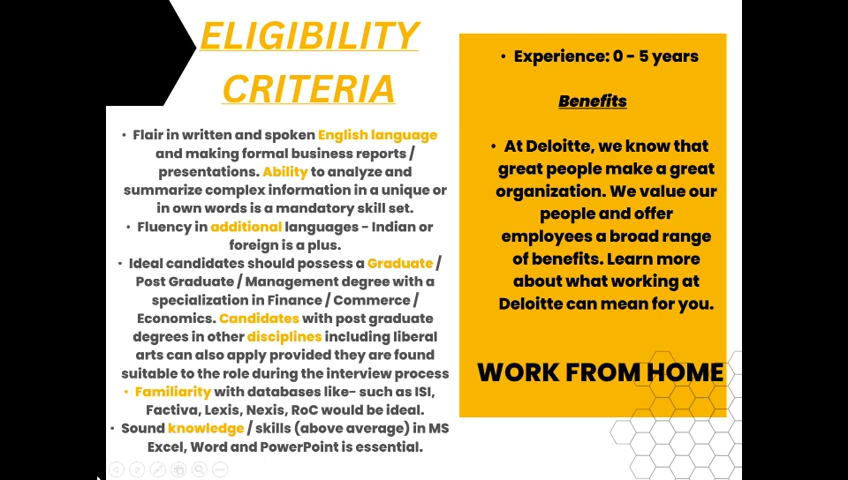 ELIGIBILITY
CRITERIA
• Flair in written and spoken English language
and making formal business reports /
presentations. Ability to analyze and
summarize complex information in a unique or
in own words is a mandatory skill set.
• Fluency in additional languages - Indian or
foreign is a plus.
• Ideal candidates should possess a Graduate /
Post Graduate / Management degree with a
specialization in Finance / Commerce /
Economics. Candidates with post graduate
degrees in other disciplines including liberal
arts can also apply provided they are found
suitable to the role during the interview process
• Familiarity with databases like- such as ISI,
Factiva, Lexis, Nexis, RoC would be ideal.
• Sound knowledge / skills (above average) in MS
Excel, Word and PowerPoint is essential.
• Experience: 0 - 5 years
Benefits
• At Deloitte, we know that
great people make a great
organization. We value our
people and offer
employees a broad range
of benefits. Learn more
about what working at
Deloitte can mean for you.
WORK FROM HOME